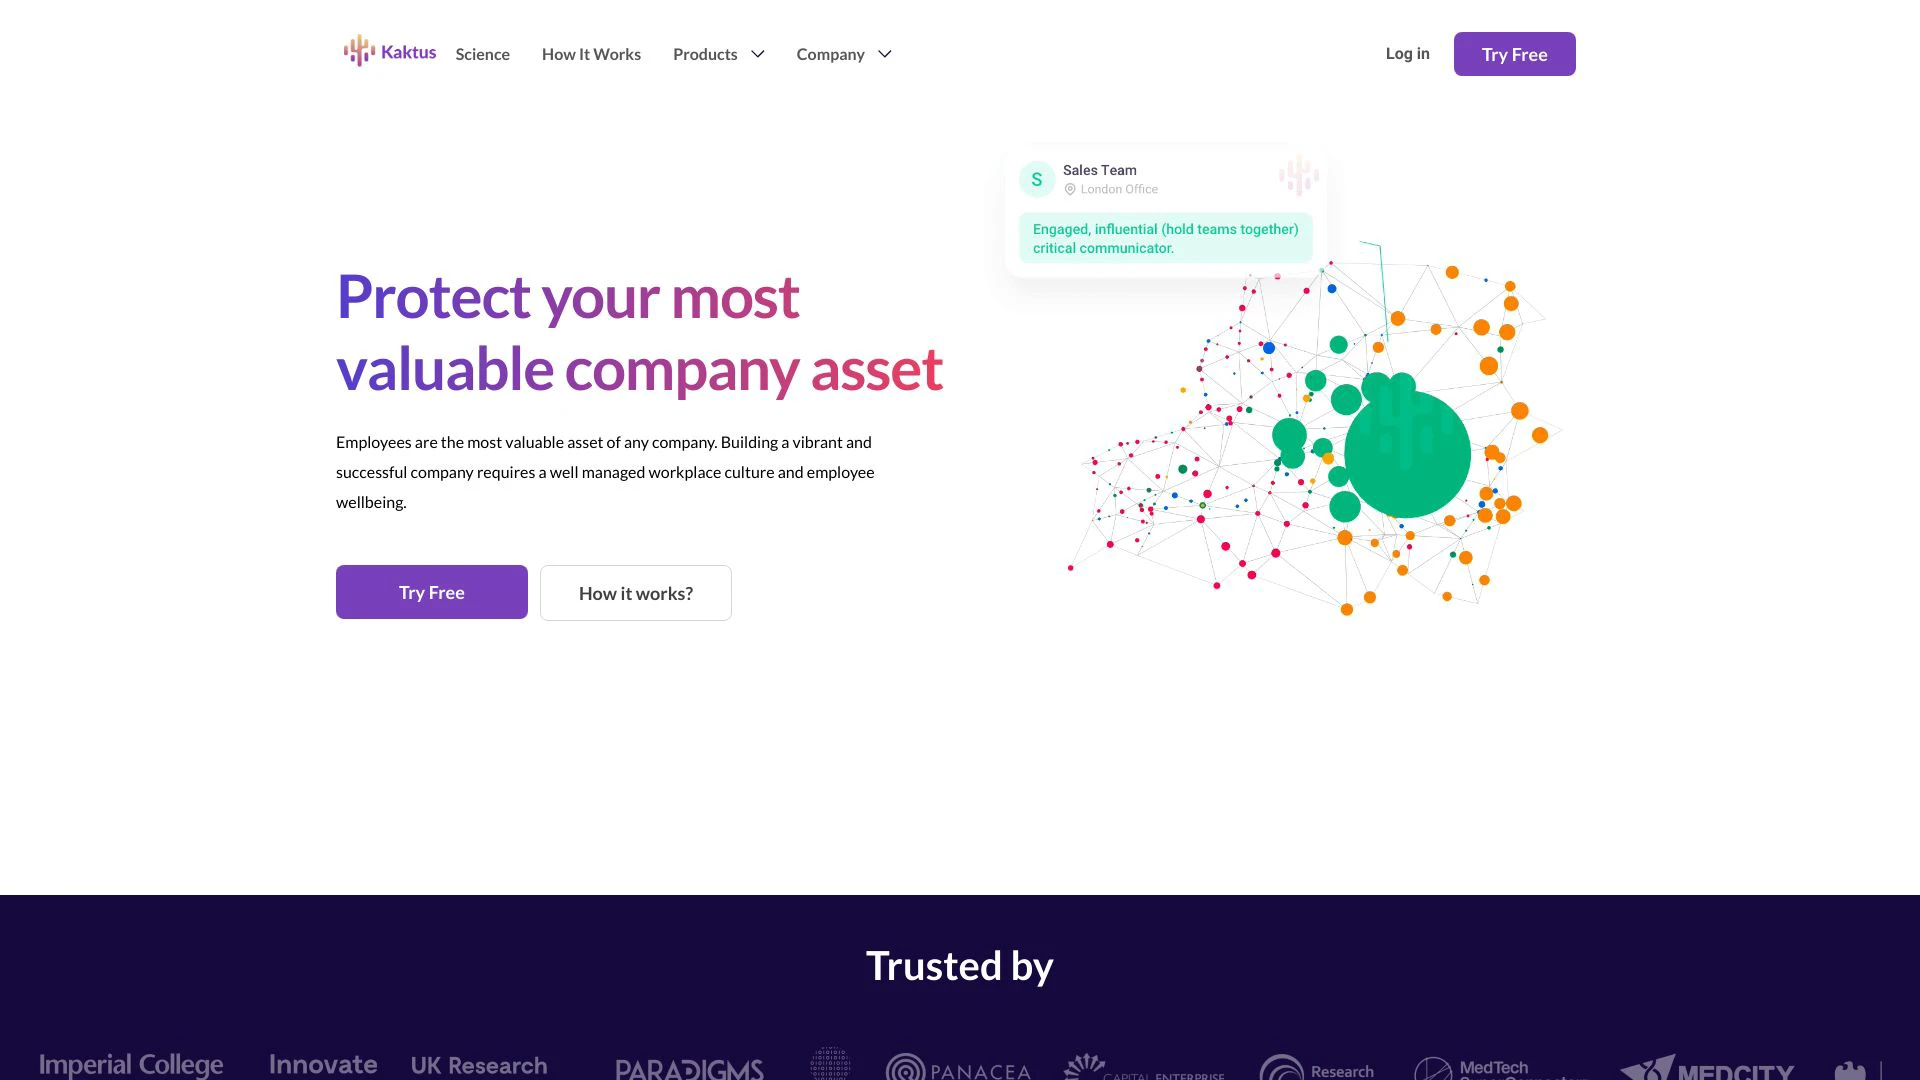 Kaktus
Science
How It Works
Products
Company
Log in
Try Free
S
Sales Team
London Office
Engaged, influential (hold teams together)
critical communicator.
Protect your most
valuable company asset
Employees are the most valuable asset of any company. Building a vibrant and
successful company requires a well managed workplace culture and employee
wellbeing.
Try Free
How it works?
Trusted by
Imperial College
Innovate
UK Research
PARADIGMS
PANACEA
CAPITAL ENTERPRISE
Research
MedTech
MEDCITY